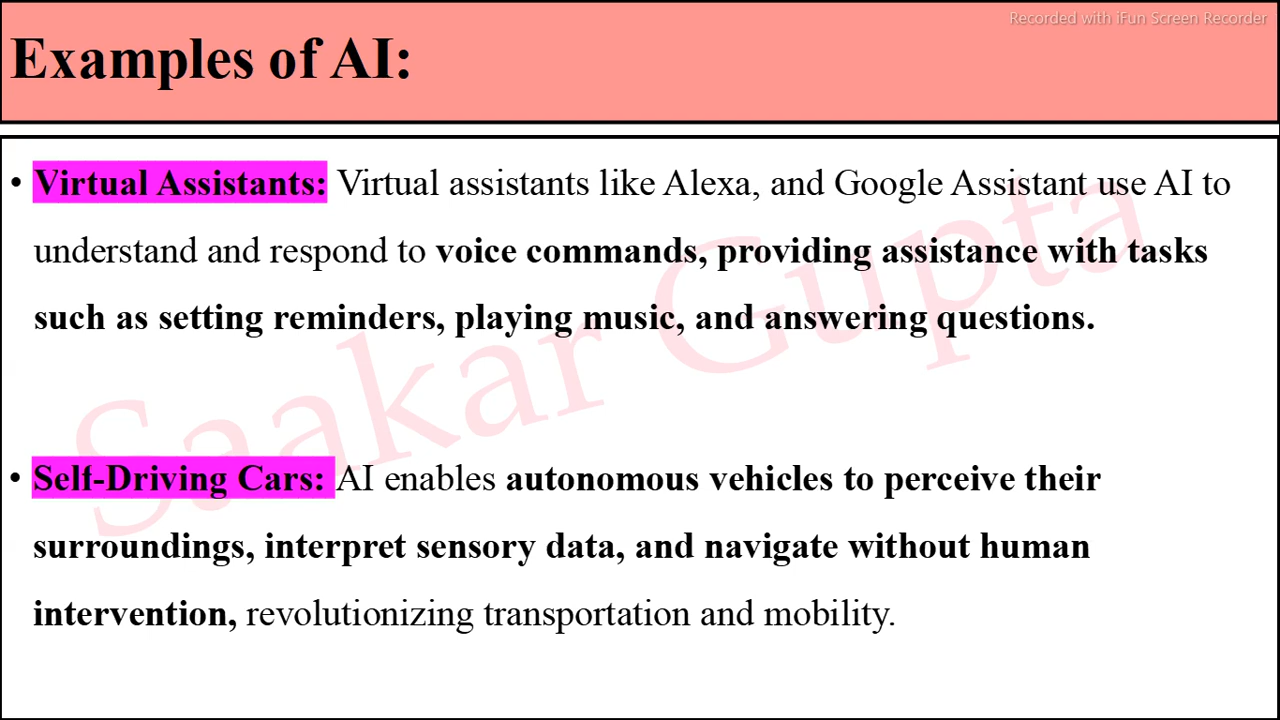 Recorded with iFun Screen Recorder
Examples of AI:
• Virtual Assistants: Virtual assistants like Alexa, and Google Assistant use AI to
understand and respond to voice commands, providing assistance with tasks
such as setting reminders, playing music, and answering questions.
Saakar Gupta
• Self-Driving Cars: AI enables autonomous vehicles to perceive their
surroundings, interpret sensory data, and navigate without human
intervention, revolutionizing transportation and mobility.